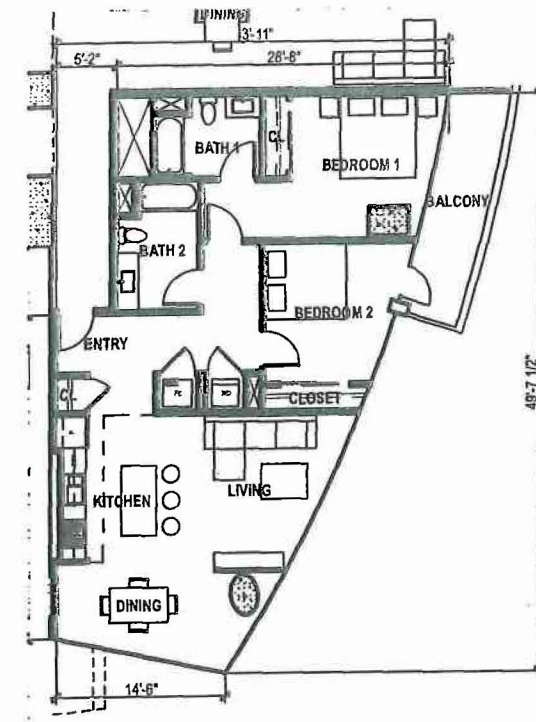 DINING
3'-11"
5'-2"
28'-8"
BATH 1
CL
BEDROOM 1
BALCONY
BATH 2
BEDROOM 2
ENTRY
CL
CLOSET
49'-7 1/2"
KITCHEN
LIVING
DINING
14'-6"